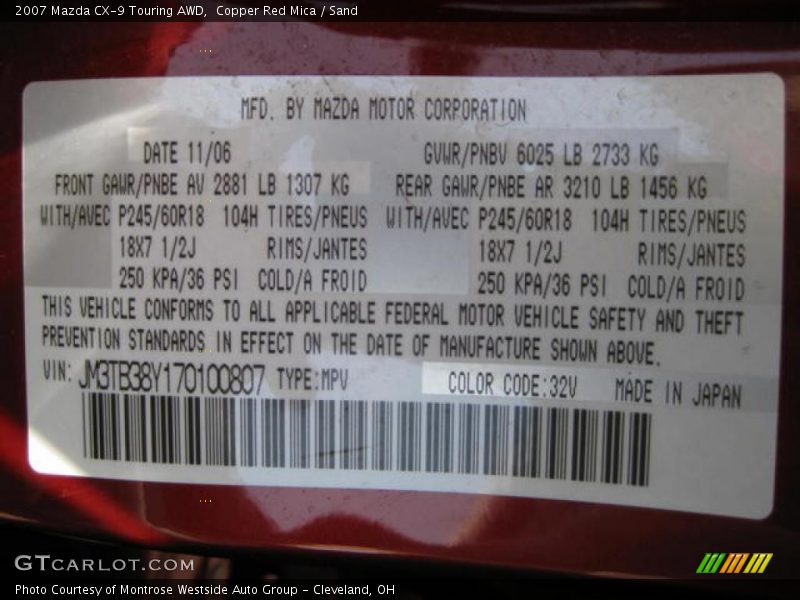 2007 Mazda CX-9 Touring AWD,  Copper Red Mica / Sand
MFD. BY MAZDA MOTOR CORPORATION
DATE 11/06 GVWR/PNBV 6025 LB 2733 KG
FRONT GAWR/PNBE AV 2881 LB 1307 KG REAR GAWR/PNBE AR 3210 LB 1456 KG
WITH/AVEC P245/60R18 104H TIRES/PNEUS WITH/AVEC P245/60R18 104H TIRES/PNEUS
18X7 1/2J RIMS/JANTES 18X7 1/2J RIMS/JANTES
250 KPA/36 PSI COLD/A FROID 250 KPA/36 PSI COLD/A FROID
THIS VEHICLE CONFORMS TO ALL APPLICABLE FEDERAL MOTOR VEHICLE SAFETY AND THEFT
PREVENTION STANDARDS IN EFFECT ON THE DATE OF MANUFACTURE SHOWN ABOVE.
VIN: JM3TB38Y170100807 TYPE:MPV COLOR CODE:32V MADE IN JAPAN
GTCARLOT.COM
Photo Courtesy of Montrose Westside Auto Group - Cleveland, OH